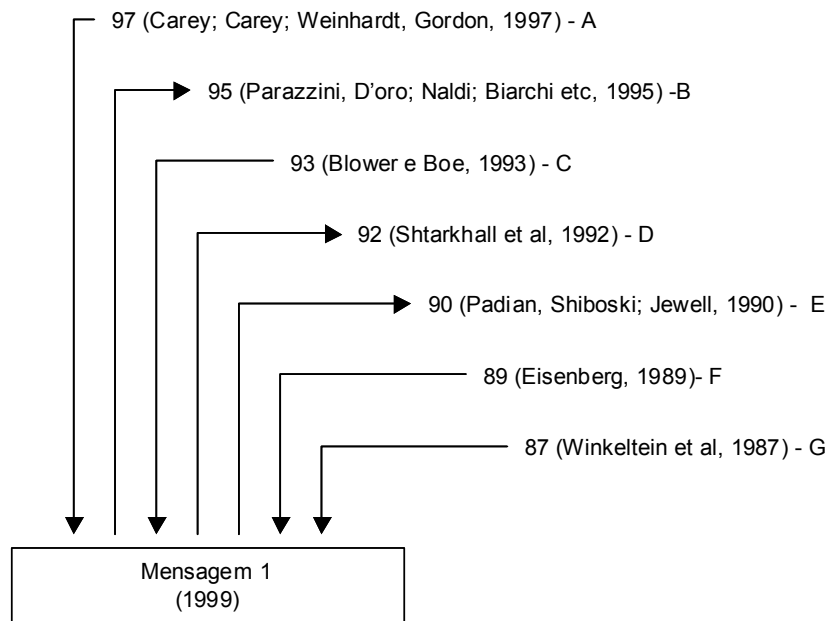 97 (Carey; Carey; Weinhardt, Gordon, 1997) - A
95 (Parazzini, D'oro; Naldi; Biarchi etc, 1995) -B
93 (Blower e Boe, 1993) - C
92 (Shtarkhall et al, 1992) - D
90 (Padian, Shiboski; Jewell, 1990) - E
89 (Eisenberg, 1989)- F
87 (Winkeltein et al, 1987) - G
Mensagem 1
(1999)